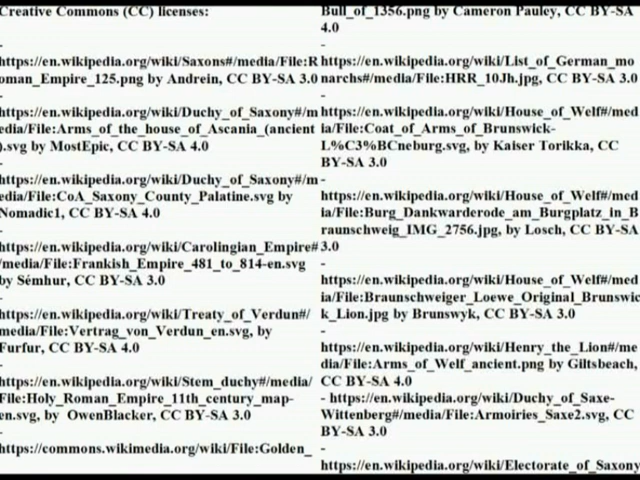 Creative Commons (CC) licenses:
-
https://en.wikipedia.org/wiki/Saxons#/media/File:R
oman_Empire_125.png by Andrein, CC BY-SA 3.0
-
https://en.wikipedia.org/wiki/Duchy_of_Saxony#/m
edia/File:Arms_of_the_house_of_Ascania_(ancient
).svg by MostEpic, CC BY-SA 4.0
-
https://en.wikipedia.org/wiki/Duchy_of_Saxony#/m
edia/File:CoA_Saxony_County_Palatine.svg by
Nomadic1, CC BY-SA 4.0
-
https://en.wikipedia.org/wiki/Carolingian_Empire#
/media/File:Frankish_Empire_481_to_814-en.svg
by Sémhur, CC BY-SA 3.0
-
https://en.wikipedia.org/wiki/Treaty_of_Verdun#/
media/File:Vertrag_von_Verdun_en.svg, by
Furfur, CC BY-SA 4.0
-
https://en.wikipedia.org/wiki/Stem_duchy#/media/
File:Holy_Roman_Empire_11th_century_map-
en.svg, by OwenBlacker, CC BY-SA 3.0
-
https://commons.wikimedia.org/wiki/File:Golden_
Bull_of_1356.png by Cameron Pauley, CC BY-SA
4.0
-
https://en.wikipedia.org/wiki/List_of_German_mo
narchs#/media/File:HRR_10Jh.jpg, CC BY-SA 3.0
-
https://en.wikipedia.org/wiki/House_of_Welf#/med
ia/File:Coat_of_Arms_of_Brunswick-
L%C3%BCneburg.svg, by Kaiser Torikka, CC
BY-SA 3.0
-
https://en.wikipedia.org/wiki/House_of_Welf#/med
ia/File:Burg_Dankwarderode_am_Burgplatz_in_B
raunschweig_IMG_2756.jpg, by Losch, CC BY-SA
3.0
-
https://en.wikipedia.org/wiki/House_of_Welf#/med
ia/File:Braunschweiger_Loewe_Original_Brunswic
k_Lion.jpg by Brunswyk, CC BY-SA 3.0
-
https://en.wikipedia.org/wiki/Henry_the_Lion#/me
dia/File:Arms_of_Welf_ancient.png by Giltsbeach,
CC BY-SA 4.0
- https://en.wikipedia.org/wiki/Duchy_of_Saxe-
Wittenberg#/media/File:Armoiries_Saxe2.svg, CC
BY-SA 3.0
-
https://en.wikipedia.org/wiki/Electorate_of_Saxony